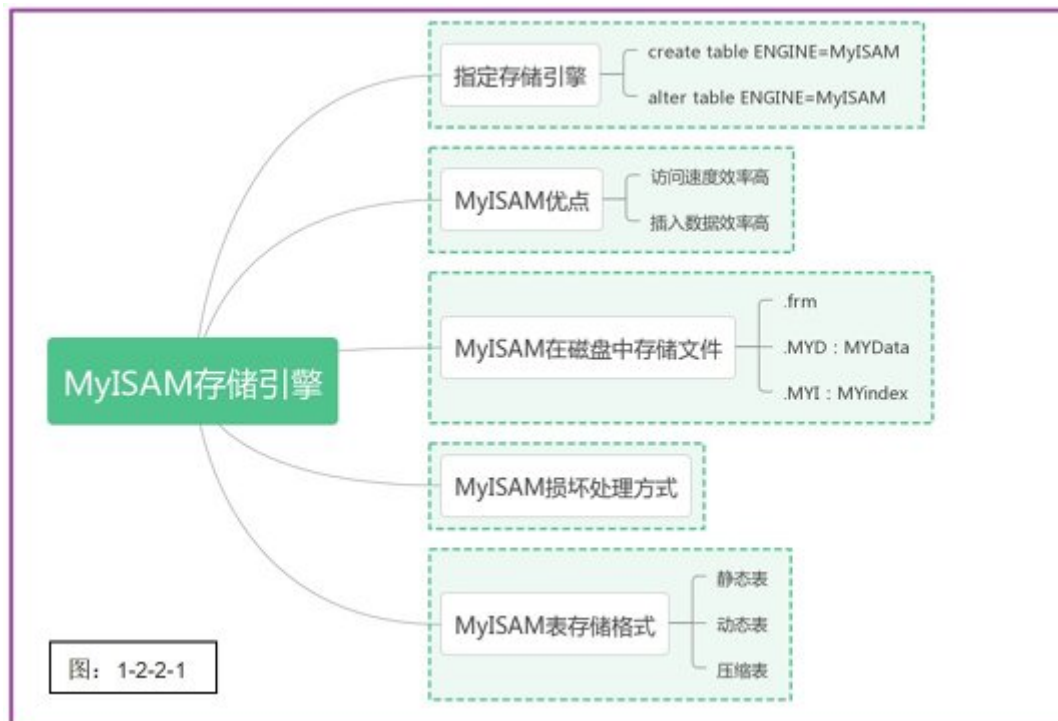 指定存储引擎
create table ENGINE=MyISAM
alter table ENGINE=MyISAM
MyISAM优点
访问速度效率高
插入数据效率高
MyISAM存储引擎
MyISAM在磁盘中存储文件
.frm
.MYD：MYData
.MYI：MYindex
MyISAM损坏处理方式
MyISAM表存储格式
静态表
动态表
压缩表
图：1-2-2-1